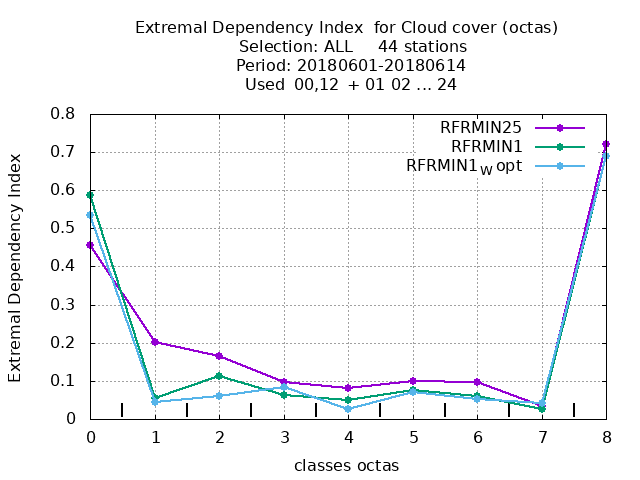 Extremal Dependency Index  for Cloud cover (octas)
Selection: ALL     44 stations
Period: 20180601-20180614
Used  00,12  + 01 02 ... 24
RFRMIN25
RFRMIN1
RFRMIN1W opt
Extremal Dependency Index
0.8
0.7
0.6
0.5
0.4
0.3
0.2
0.1
0
0 1 2 3 4 5 6 7 8
classes octas